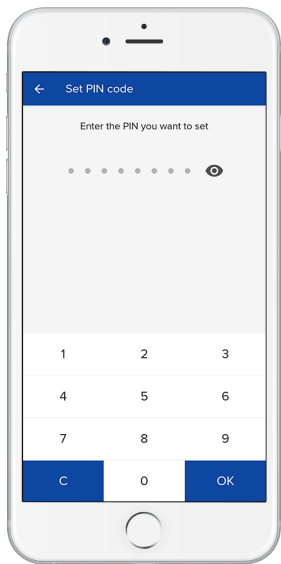 Set PIN code
Enter the PIN you want to set
1 2 3
4 5 6
7 8 9
C 0 OK